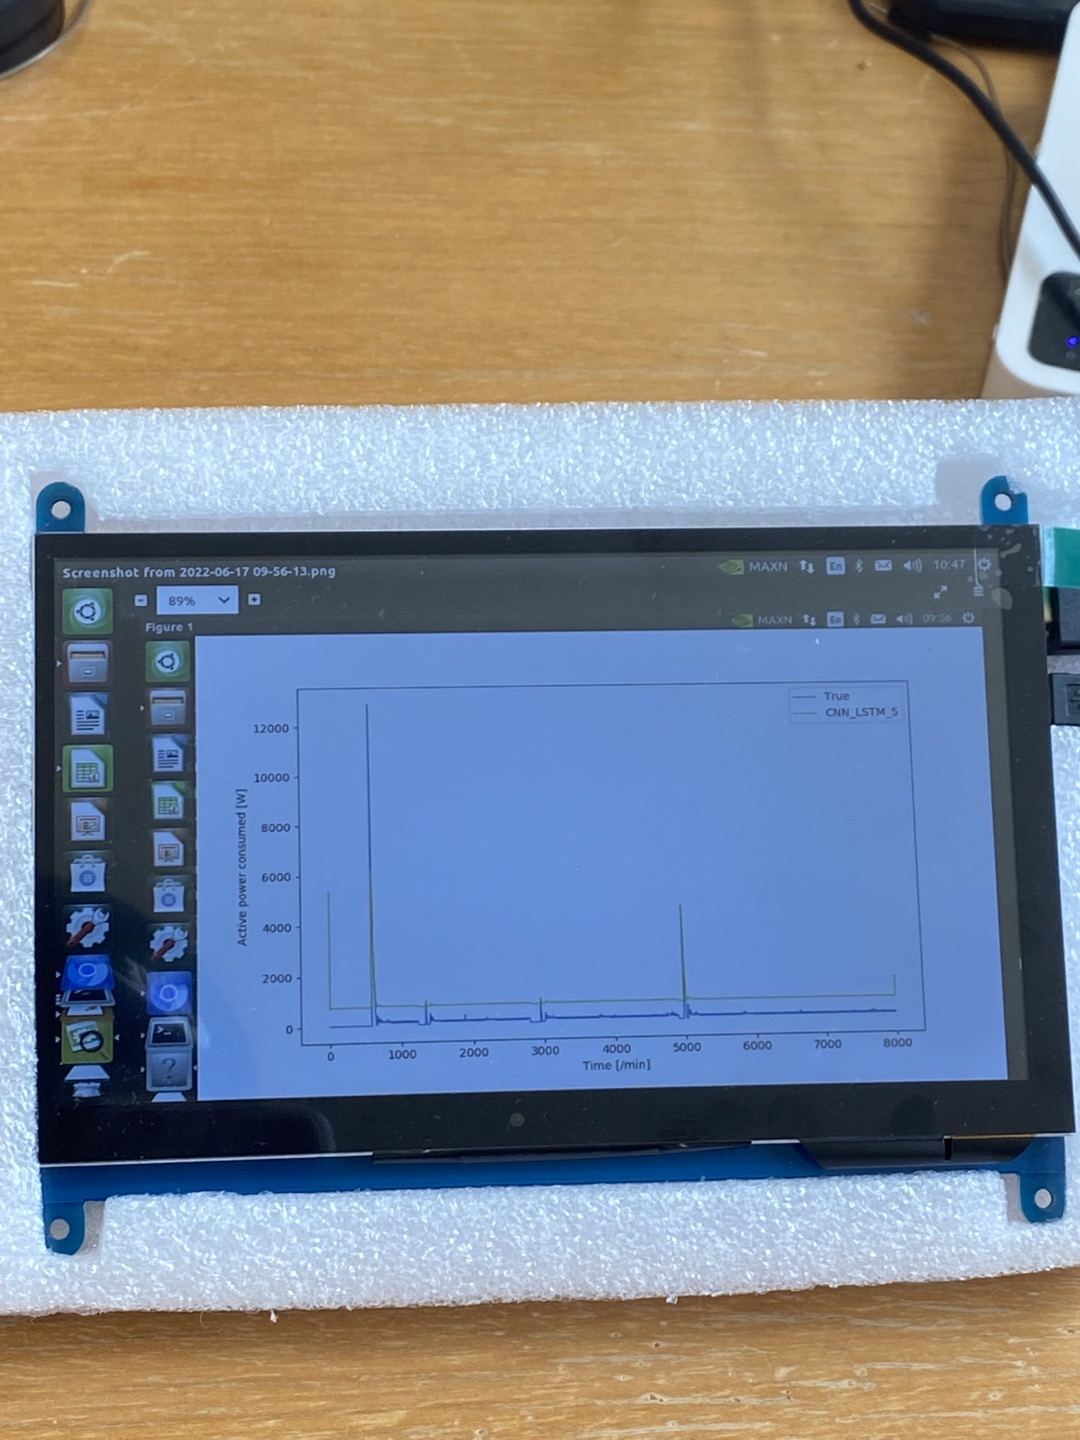 Screenshot from 2022-06-17 09-56-13.png
MAXN En 10:47
89%
Figure 1
MAXN En 09:56
True
CNN_LSTM_5
12000
10000
8000
6000
4000
2000
0
Active power consumed [W]
0 1000 2000 3000 4000 5000 6000 7000 8000
Time [/min]